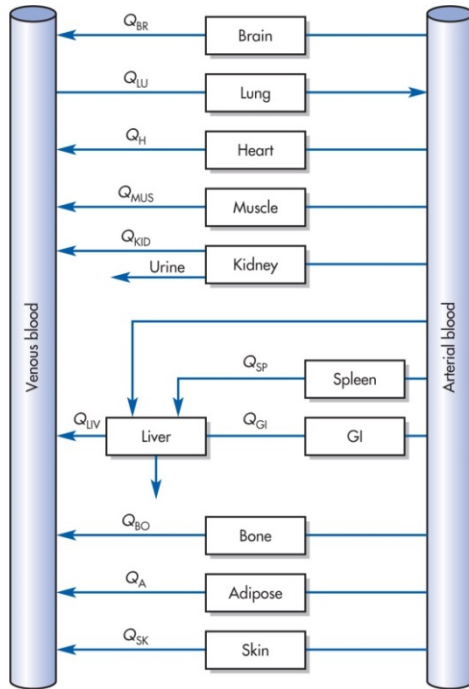 Q_BR
Brain
Q_LU
Lung
Q_H
Heart
Q_MUS
Muscle
Q_KID
Kidney
Urine
Venous blood
Arterial blood
Q_SP
Spleen
Q_LIV
Liver
Q_GI
GI
Q_BO
Bone
Q_A
Adipose
Q_SK
Skin